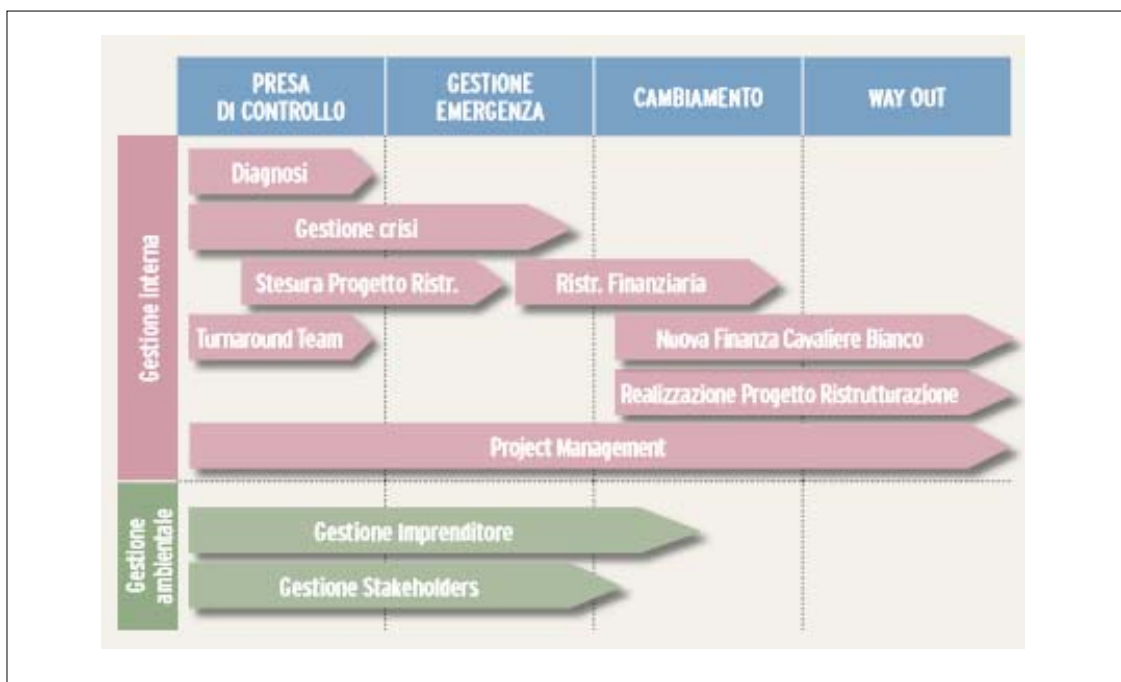 PRESA
DI CONTROLLO
GESTIONE
EMERGENZA
CAMBIAMENTO
WAY OUT
Gestione interna
Diagnosi
Gestione crisi
Stesura Progetto Ristr.
Ristr. Finanziaria
Turnaround Team
Nuova Finanza Cavaliere Bianco
Realizzazione Progetto Ristrutturazione
Project Management
Gestione
ambientale
Gestione Imprenditore
Gestione Stakeholders